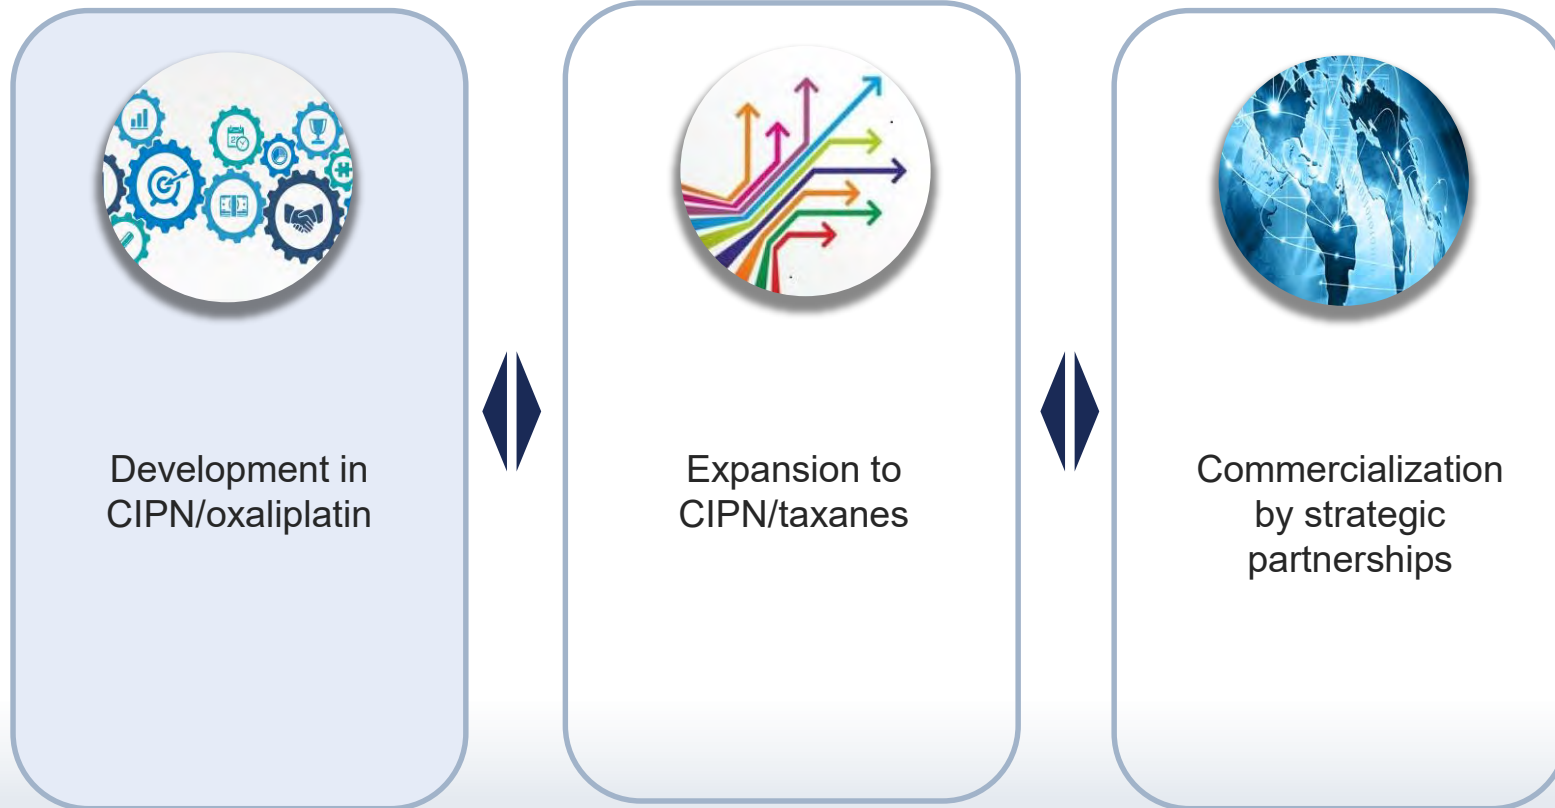 Development in
CIPN/oxaliplatin
Expansion to
CIPN/taxanes
Commercialization
by strategic
partnerships